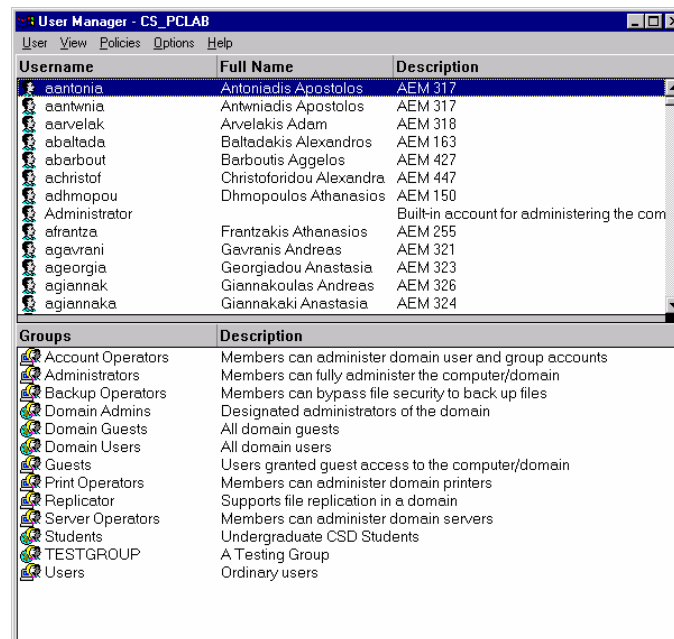 User Manager - CS_PCLAB
User View Policies Options Help
Username Full Name Description
aantonia Antoniadis Apostolos AEM 317
aantwnia Antwniadis Apostolos AEM 317
aarvelak Arvelakis Adam AEM 318
abaltada Baltadakis Alexandros AEM 163
abarbout Barboutis Aggelos AEM 427
achristof Christoforidou Alexandra AEM 447
adhmopou Dhmopoulos Athanasios AEM 150
Administrator Built-in account for administering the com
afrantza Frantzakis Athanasios AEM 255
agavrani Gavranis Andreas AEM 321
ageorgia Georgiadou Anastasia AEM 323
agiannak Giannakoulas Andreas AEM 326
agiannaka Giannakaki Anastasia AEM 324
Groups Description
Account Operators Members can administer domain user and group accounts
Administrators Members can fully administer the computer/domain
Backup Operators Members can bypass file security to back up files
Domain Admins Designated administrators of the domain
Domain Guests All domain guests
Domain Users All domain users
Guests Users granted guest access to the computer/domain
Print Operators Members can administer domain printers
Replicator Supports file replication in a domain
Server Operators Members can administer domain servers
Students Undergraduate CSD Students
TESTGROUP A Testing Group
Users Ordinary users